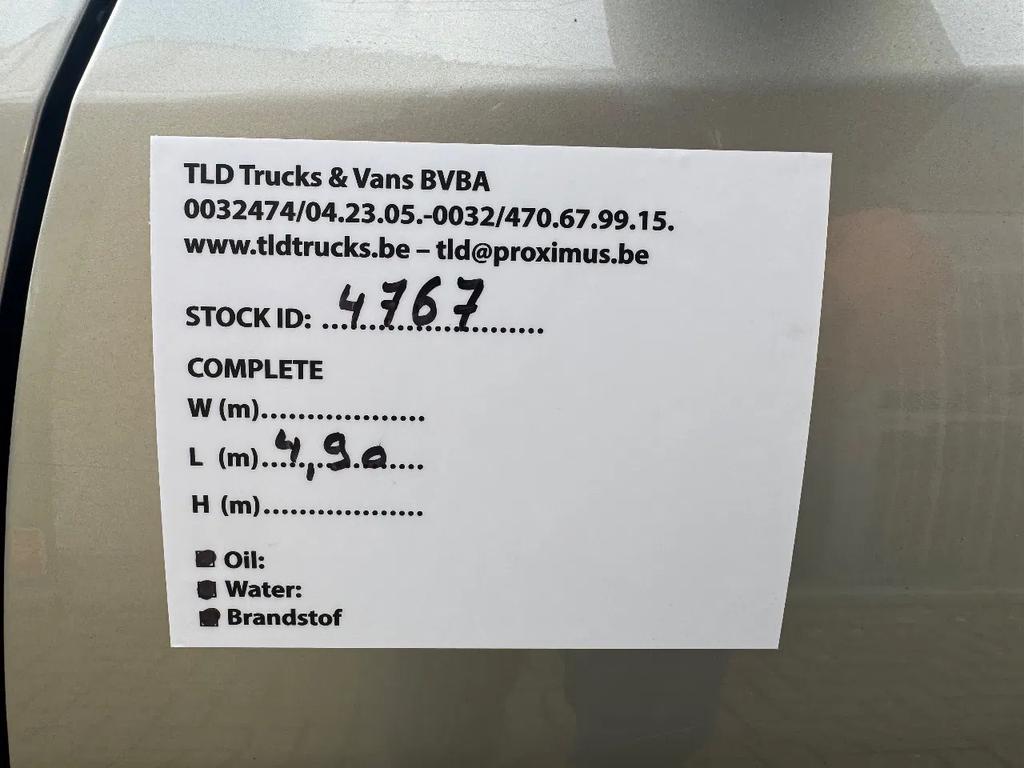 TLD Trucks & Vans BVBA
0032474/04.23.05.-0032/470.67.99.15.
www.tldtrucks.be – tld@proximus.be
STOCK ID: ...4767...
COMPLETE
W (m)..................
L (m)...4,90....
H (m)..................
■ Oil:
■ Water:
■ Brandstof